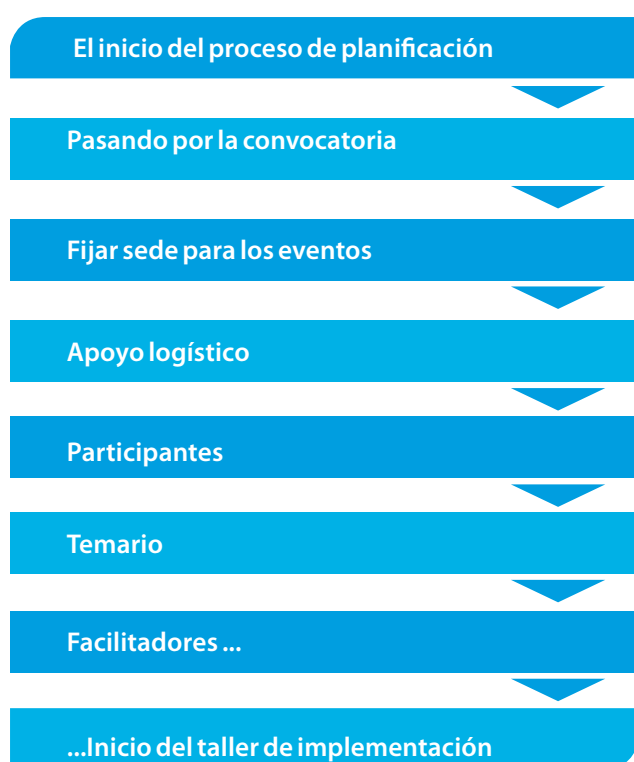 El inicio del proceso de planificación
Pasando por la convocatoria
Fijar sede para los eventos
Apoyo logístico
Participantes
Temario
Facilitadores ...
...Inicio del taller de implementación